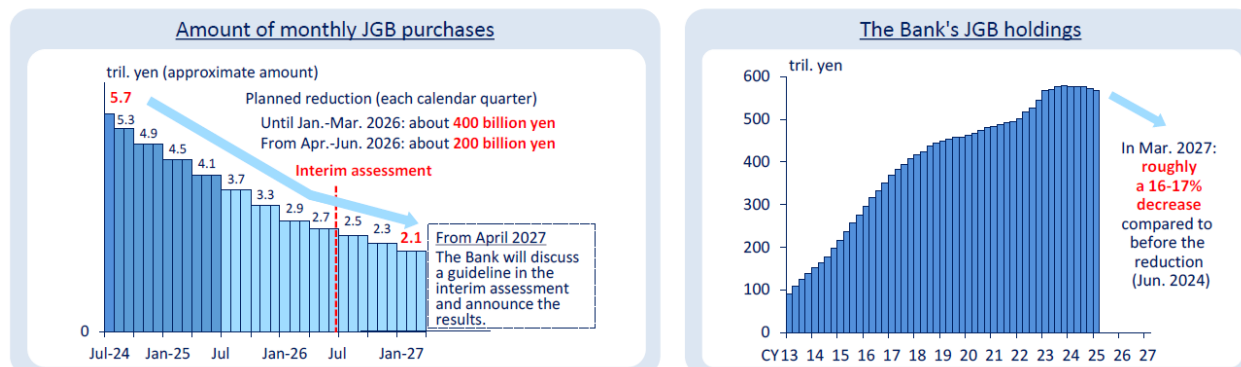 Amount of monthly JGB purchases
tril. yen (approximate amount)
5.7
5.3
4.9
4.5
4.1
3.7
3.3
2.9
2.7
2.5
2.3
2.1
Planned reduction (each calendar quarter)
Until Jan.-Mar. 2026: about 400 billion yen
From Apr.-Jun. 2026: about 200 billion yen
Interim assessment
From April 2027
The Bank will discuss
a guideline in the
interim assessment
and announce the
results.
0
Jul-24 Jan-25 Jul Jan-26 Jul Jan-27
The Bank's JGB holdings
tril. yen
600
500
400
300
200
100
0
CY 13 14 15 16 17 18 19 20 21 22 23 24 25 26 27
In Mar. 2027:
roughly
a 16-17%
decrease
compared to
before the
reduction
(Jun. 2024)